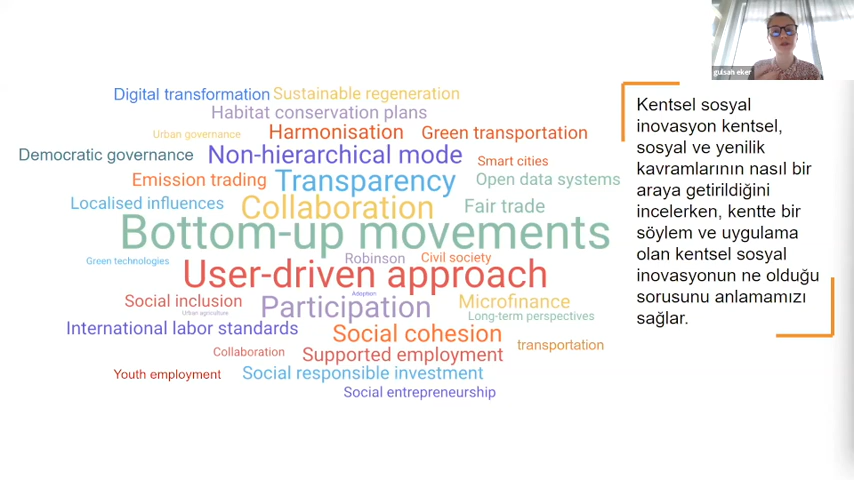 gulsah eker
Digital transformation Sustainable regeneration
Habitat conservation plans
Urban governance Harmonisation Green transportation
Democratic governance Non-hierarchical mode Smart cities
Emission trading Transparency Open data systems
Localised influences Collaboration Fair trade
Bottom-up movements
Green technologies Robinson Civil society
User-driven approach
Adoption
Social inclusion Participation Microfinance
Urban agriculture Long-term perspectives
International labor standards Social cohesion
Collaboration Supported employment transportation
Youth employment Social responsible investment
Social entrepreneurship
Kentsel sosyal
inovasyon kentsel,
sosyal ve yenilik
kavramlarının nasıl bir
araya getirildiğini
incelerken, kentte bir
söylem ve uygulama
olan kentsel sosyal
inovasyonun ne olduğu
sorusunu anlamamızı
sağlar.